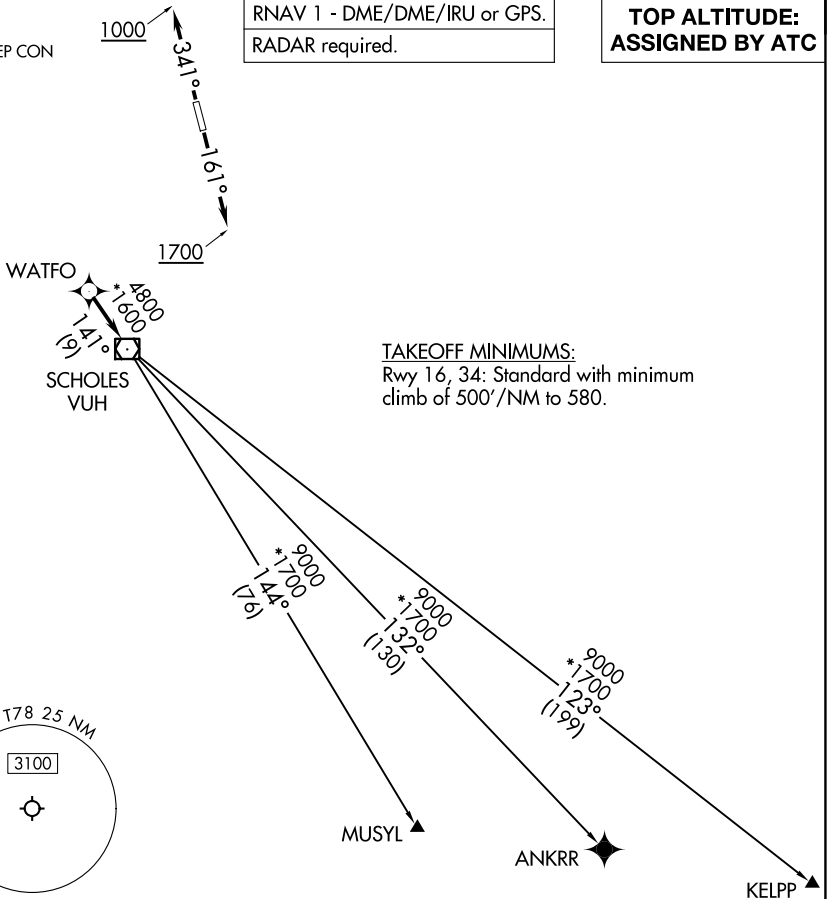 EP CON
RNAV 1 - DME/DME/IRU or GPS.
RADAR required.
TOP ALTITUDE:
ASSIGNED BY ATC
1000
341°
161°
1700
WATFO
4800
*1600
141°
(9)
SCHOLES
VUH
TAKEOFF MINIMUMS:
Rwy 16, 34: Standard with minimum
climb of 500'/NM to 580.
9000
*1700
144°
(76)
9000
*1700
132°
(130)
9000
*1700
123°
(199)
T78 25 NM
3100
MUSYL
ANKRR
KELPP